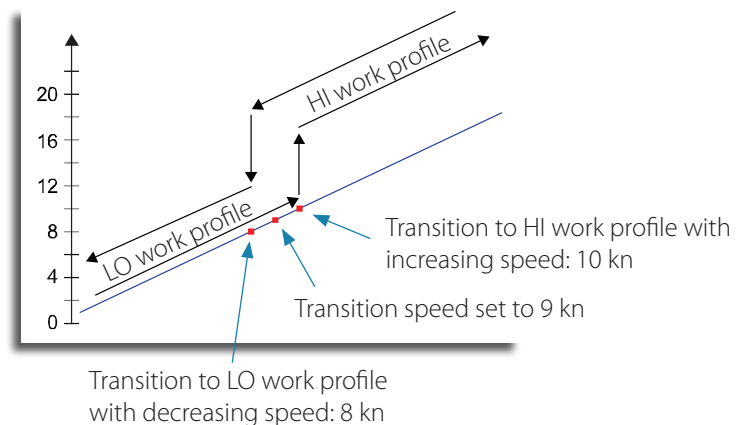 HI work profile
20
16
12
8
4
0
LO work profile
Transition to HI work profile with
increasing speed: 10 kn
Transition speed set to 9 kn
Transition to LO work profile
with decreasing speed: 8 kn